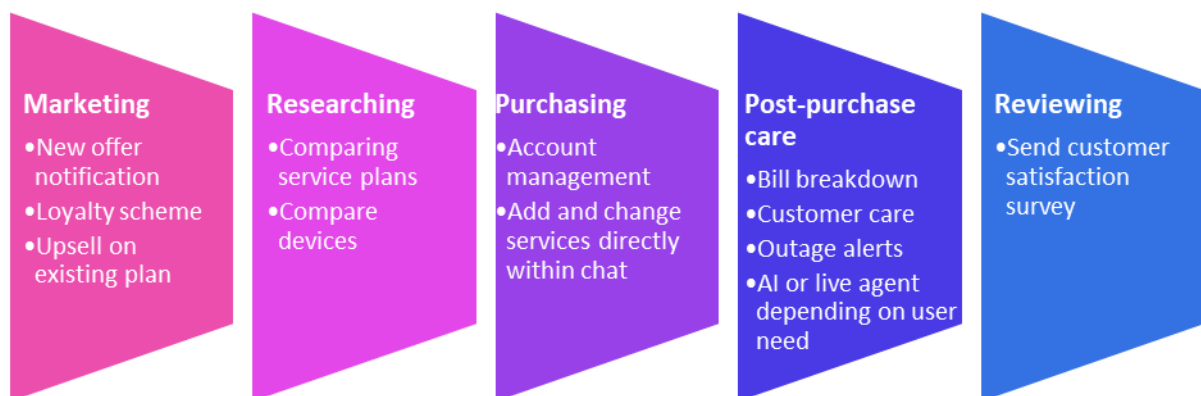 Marketing
•New offer
notification
•Loyalty scheme
•Upsell on
existing plan
Researching
•Comparing
service plans
•Compare
devices
Purchasing
•Account
management
•Add and change
services directly
within chat
Post-purchase
care
•Bill breakdown
•Customer care
•Outage alerts
•AI or live agent
depending on user
need
Reviewing
•Send customer
satisfaction
survey